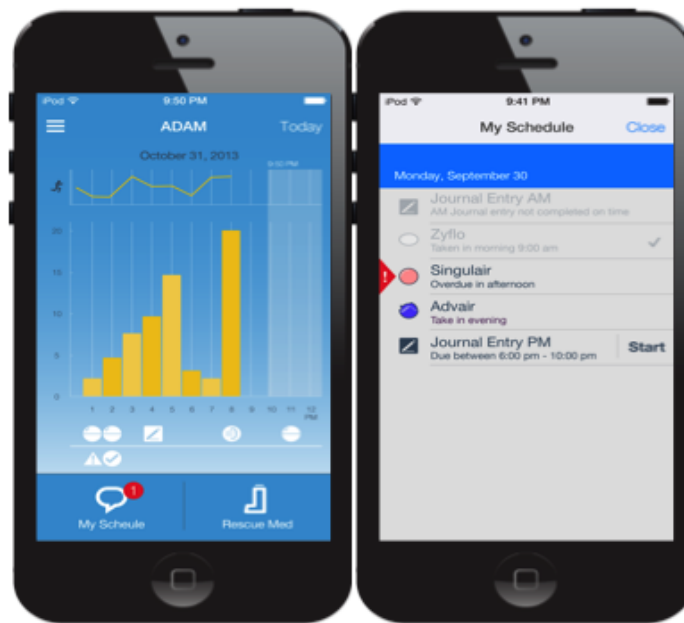 iPod 9:50 PM
ADAM Today
October 31, 2013
9:50 PM
20
15
10
5
0
1 2 3 4 5 6 7 8 9 10 11 12
PM
1
My Scheule Rescue Med
iPod 9:41 PM
My Schedule Close
Monday, September 30
Journal Entry AM
AM Journal entry not completed on time
Zyflo
Taken in morning 9:00 am
Singulair
Overdue in afternoon
Advair
Take in evening
Journal Entry PM
Due between 6:00 pm - 10:00 pm Start